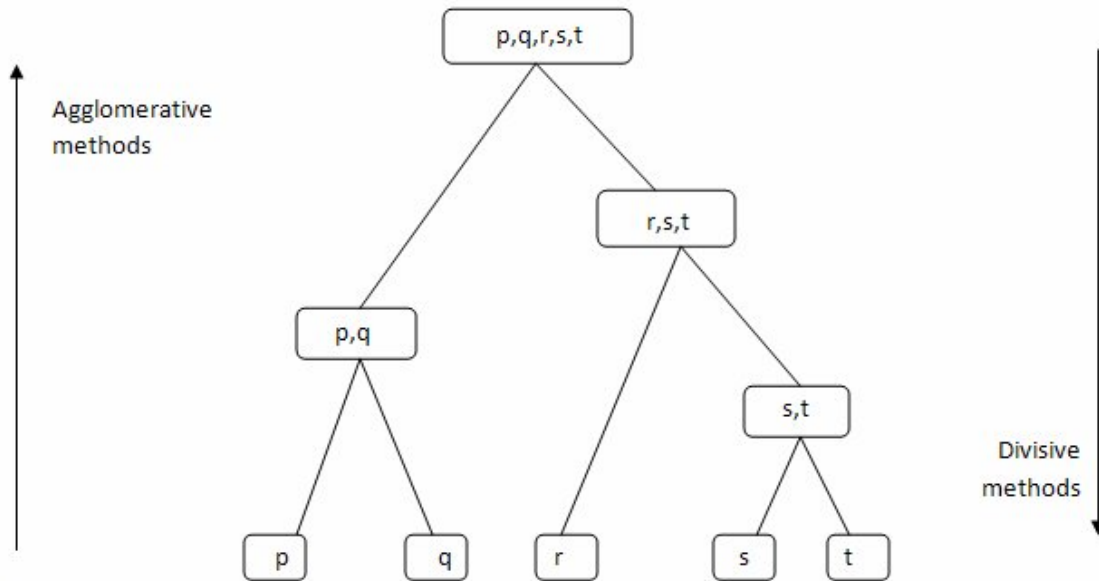 p,q,r,s,t
Agglomerative
methods
r,s,t
p,q
s,t
Divisive
methods
p
q
r
s
t